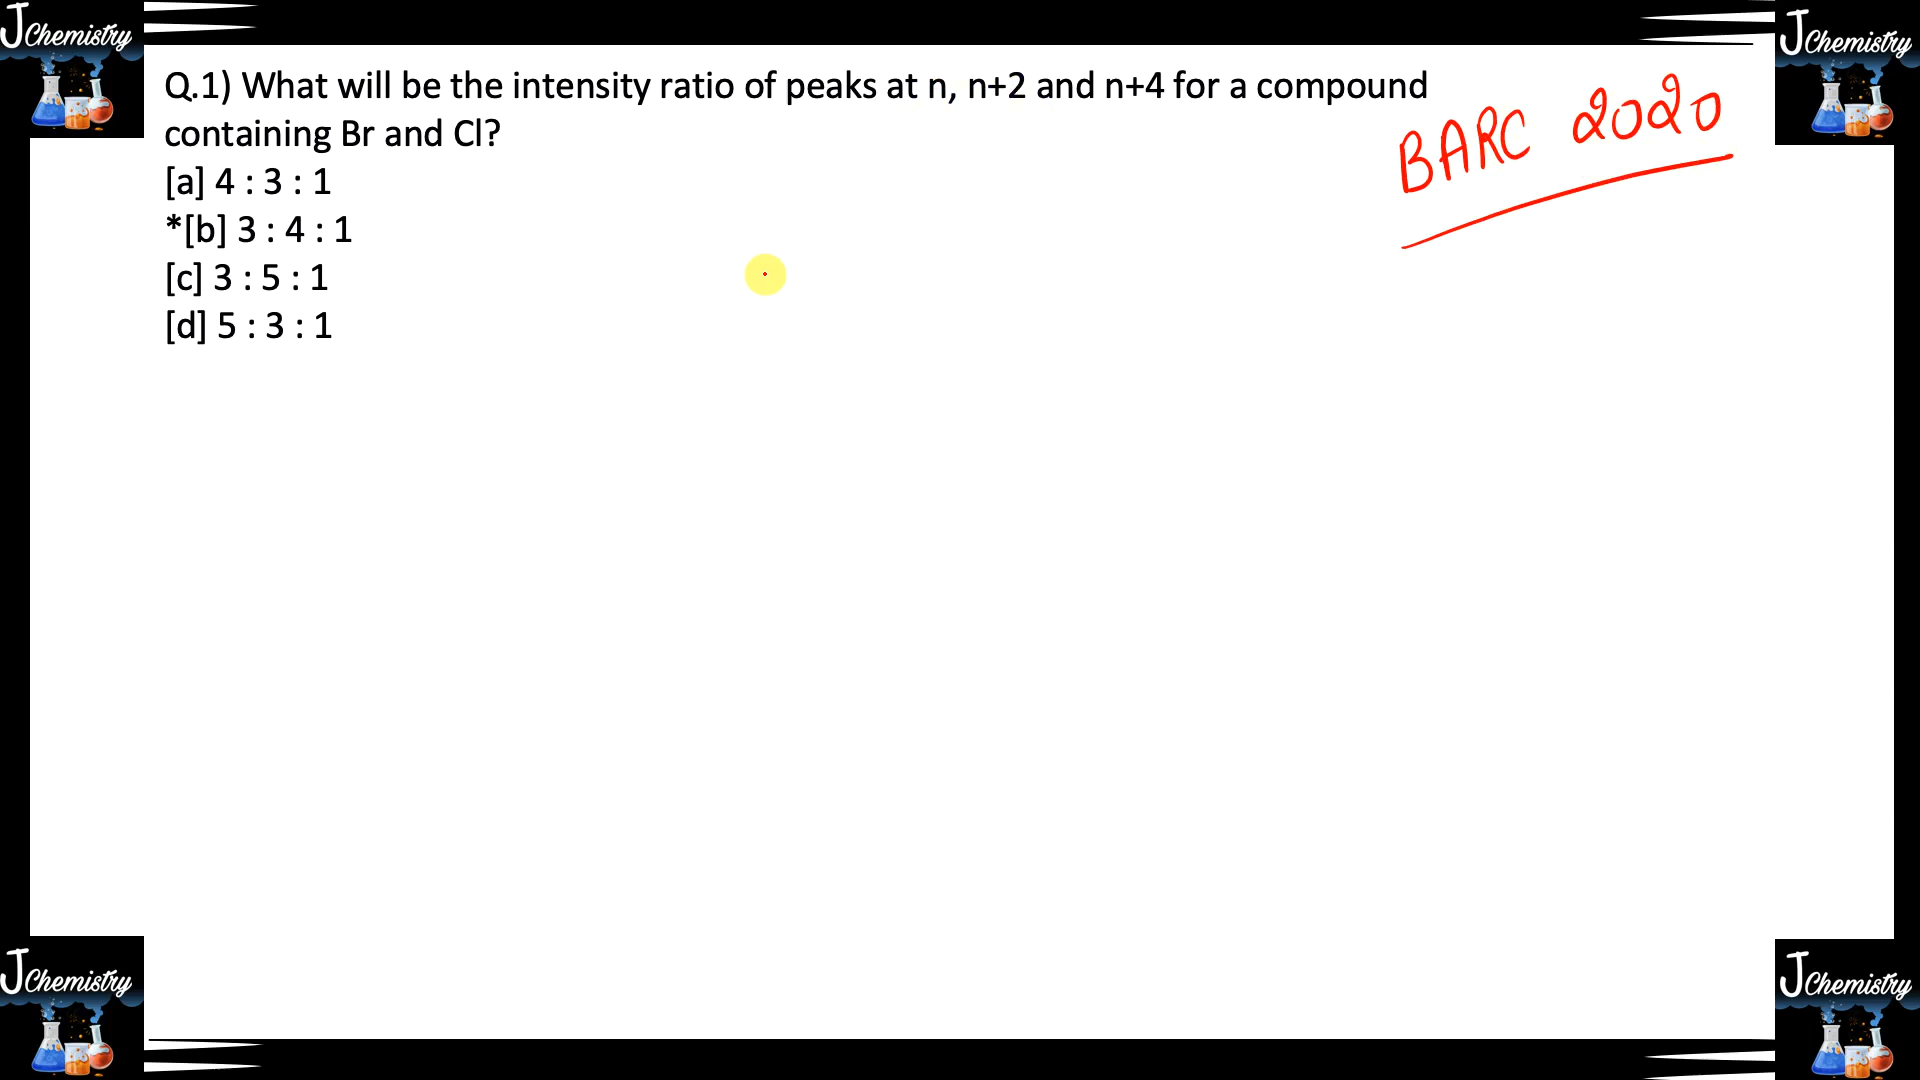 JChemistry
JChemistry
Q.1) What will be the intensity ratio of peaks at n, n+2 and n+4 for a compound
containing Br and Cl?
BARC 2020
[a] 4 : 3 : 1
*[b] 3 : 4 : 1
[c] 3 : 5 : 1
[d] 5 : 3 : 1
JChemistry
JChemistry